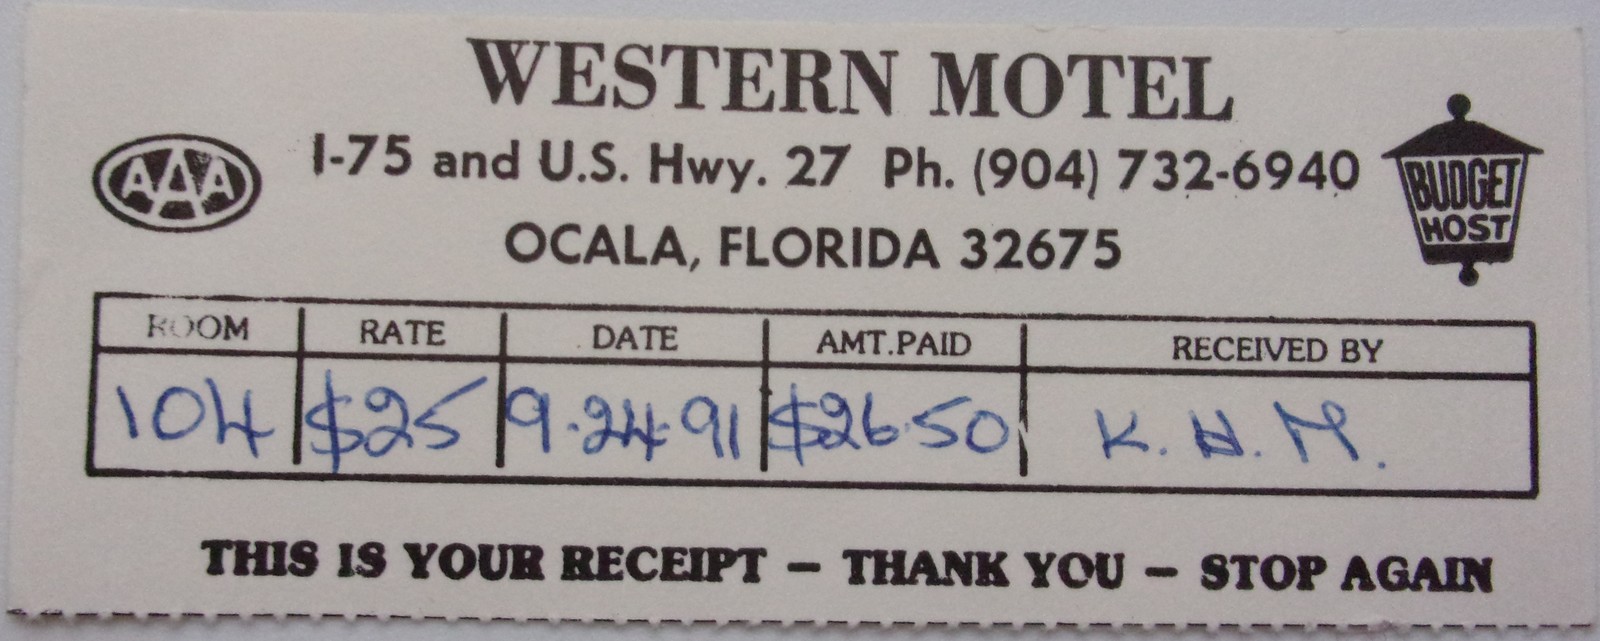 WESTERN MOTEL
AAA
I-75 and U.S. Hwy. 27 Ph. (904) 732-6940
BUDGET
HOST
OCALA, FLORIDA 32675
ROOM RATE DATE AMT.PAID RECEIVED BY
104 $25 9-24-91 $26.50 K. H. M.
THIS IS YOUR RECEIPT – THANK YOU – STOP AGAIN